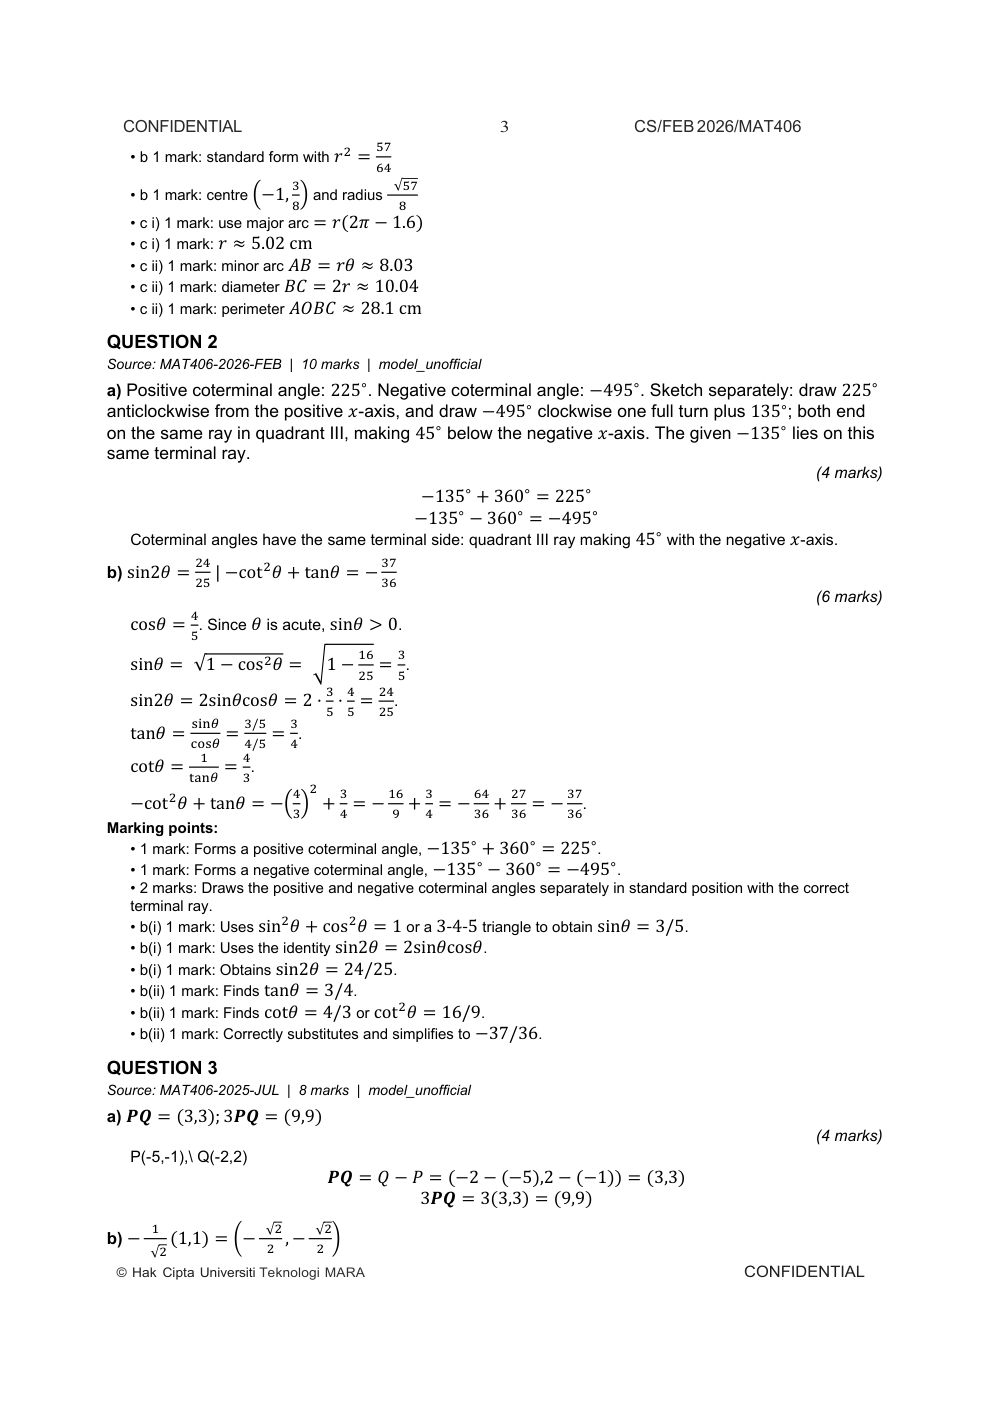 CONFIDENTIAL 3 CS/FEB 2026/MAT406
• b 1 mark: standard form with r² = 57/64
• b 1 mark: centre (−1, 3/8) and radius √57/8
• c i) 1 mark: use major arc = r(2π − 1.6)
• c i) 1 mark: r ≈ 5.02 cm
• c ii) 1 mark: minor arc AB = rθ ≈ 8.03
• c ii) 1 mark: diameter BC = 2r ≈ 10.04
• c ii) 1 mark: perimeter AOBC ≈ 28.1 cm
QUESTION 2
Source: MAT406-2026-FEB | 10 marks | model_unofficial
a) Positive coterminal angle: 225°. Negative coterminal angle: −495°. Sketch separately: draw 225°
anticlockwise from the positive x-axis, and draw −495° clockwise one full turn plus 135°; both end
on the same ray in quadrant III, making 45° below the negative x-axis. The given −135° lies on this
same terminal ray.
(4 marks)
−135° + 360° = 225°
−135° − 360° = −495°
Coterminal angles have the same terminal side: quadrant III ray making 45° with the negative x-axis.
b) sin2θ = 24/25 | −cot²θ + tanθ = −37/36
(6 marks)
cosθ = 4/5. Since θ is acute, sinθ > 0.
sinθ = √(1 − cos²θ) = √(1 − 16/25) = 3/5.
sin2θ = 2sinθcosθ = 2 · 3/5 · 4/5 = 24/25.
tanθ = sinθ/cosθ = (3/5)/(4/5) = 3/4.
cotθ = 1/tanθ = 4/3.
−cot²θ + tanθ = −(4/3)² + 3/4 = −16/9 + 3/4 = −64/36 + 27/36 = −37/36.
Marking points:
• 1 mark: Forms a positive coterminal angle, −135° + 360° = 225°.
• 1 mark: Forms a negative coterminal angle, −135° − 360° = −495°.
• 2 marks: Draws the positive and negative coterminal angles separately in standard position with the correct
terminal ray.
• b(i) 1 mark: Uses sin²θ + cos²θ = 1 or a 3-4-5 triangle to obtain sinθ = 3/5.
• b(i) 1 mark: Uses the identity sin2θ = 2sinθcosθ.
• b(i) 1 mark: Obtains sin2θ = 24/25.
• b(ii) 1 mark: Finds tanθ = 3/4.
• b(ii) 1 mark: Finds cotθ = 4/3 or cot²θ = 16/9.
• b(ii) 1 mark: Correctly substitutes and simplifies to −37/36.
QUESTION 3
Source: MAT406-2025-JUL | 8 marks | model_unofficial
a) PQ = (3,3); 3PQ = (9,9)
(4 marks)
P(-5,-1),\ Q(-2,2)
PQ = Q − P = (−2 − (−5),2 − (−1)) = (3,3)
3PQ = 3(3,3) = (9,9)
b) −1/√2 (1,1) = (−√2/2, −√2/2)
© Hak Cipta Universiti Teknologi MARA CONFIDENTIAL